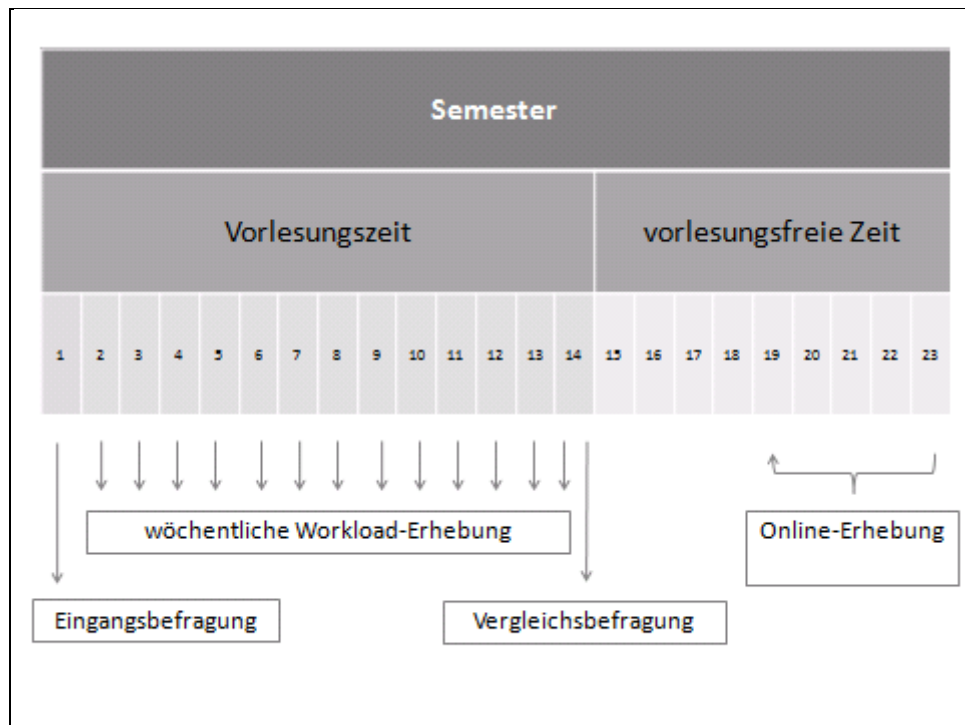 Semester
Vorlesungszeit vorlesungsfreie Zeit
1 2 3 4 5 6 7 8 9 10 11 12 13 14 15 16 17 18 19 20 21 22 23
wöchentliche Workload-Erhebung Online-Erhebung
Eingangsbefragung Vergleichsbefragung